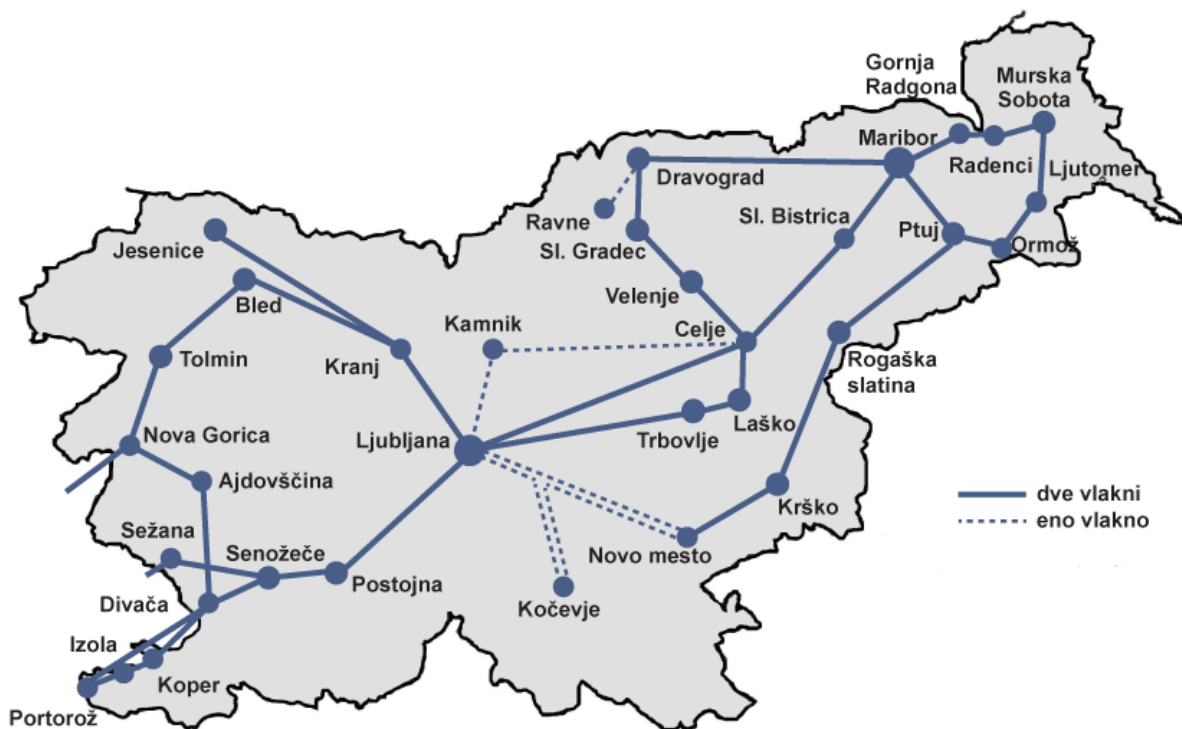 Gornja
Radgona
Murska
Sobota
Maribor
Radenci
Ljutomer
Dravograd
Ravne
Sl. Bistrica
Ptuj
Ormož
Sl. Gradec
Jesenice
Bled
Velenje
Kamnik
Celje
Tolmin
Kranj
Rogaška
slatina
Laško
Trbovlje
Nova Gorica
Ljubljana
Ajdovščina
Krško
dve vlakni
eno vlakno
Sežana
Senožeče
Novo mesto
Postojna
Divača
Kočevje
Izola
Koper
Portorož